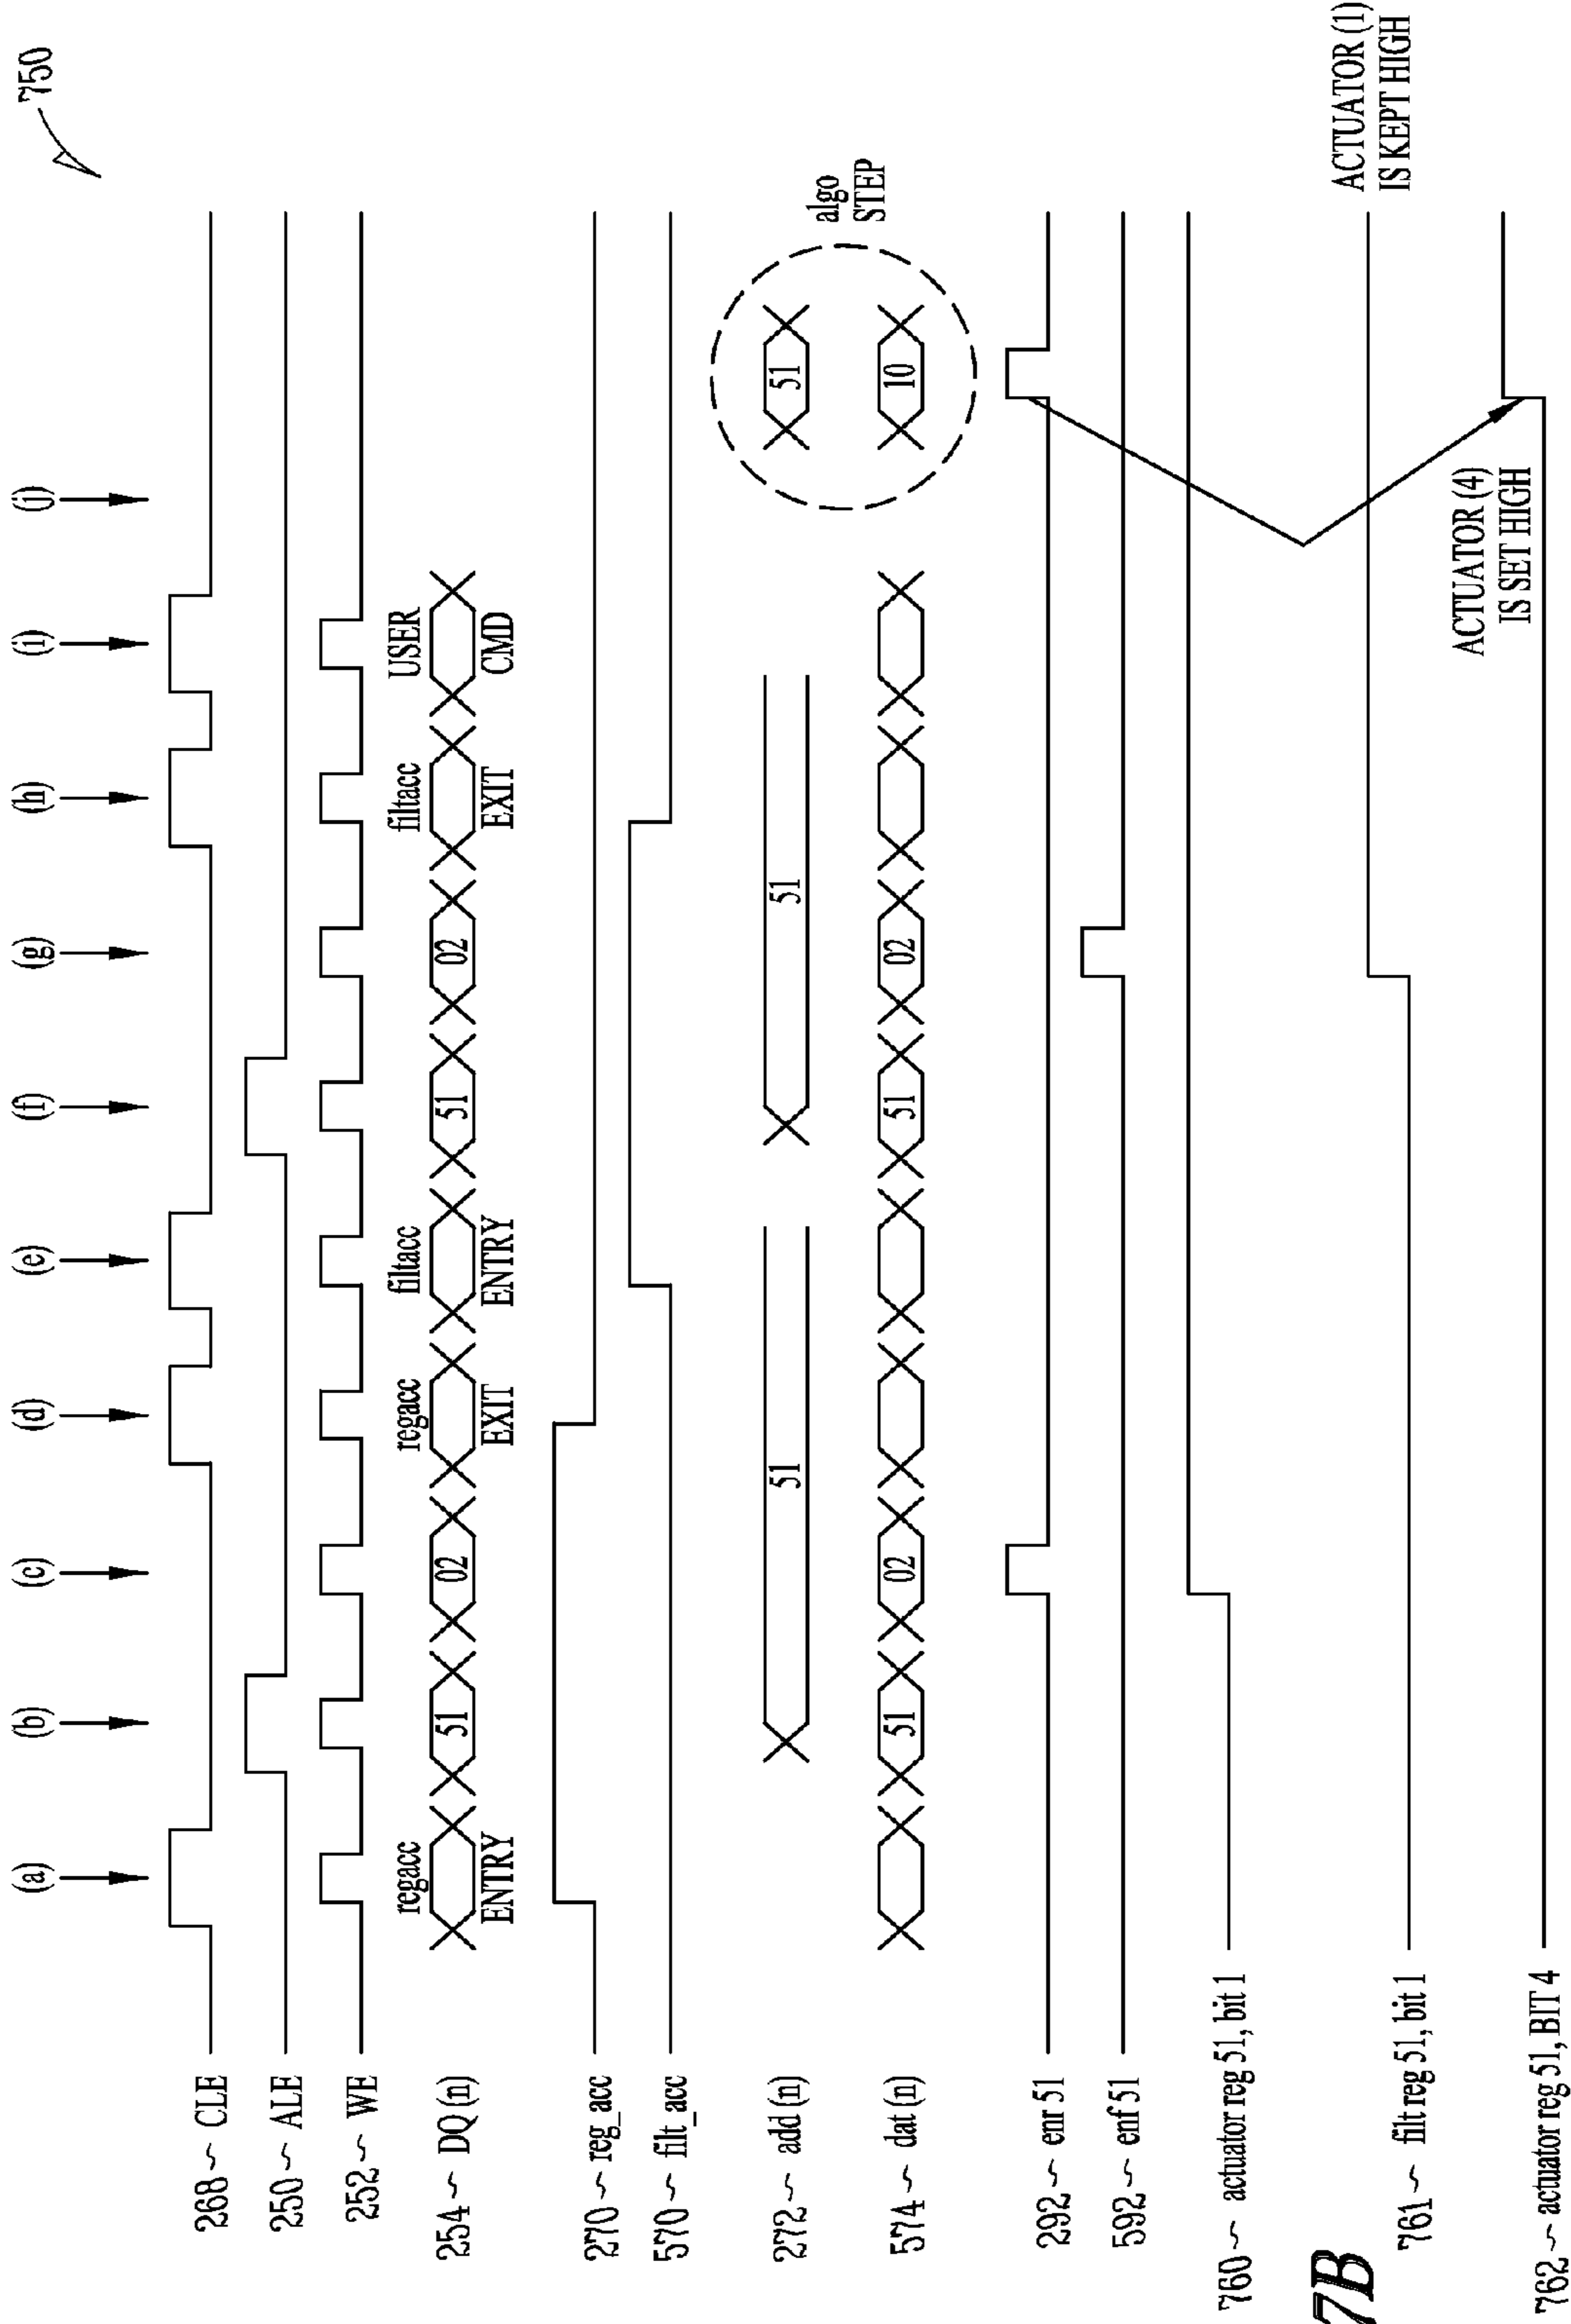 750
(a) (b) (c) (d) (e) (f) (g) (h) (i) (j)
268 ~ CLE
250 ~ ALE
252 ~ WE
regacc regacc filtacc filtacc USER
254 ~ DQ (n) 51 02 51 02
ENTRY EXIT ENTRY EXIT CMD
270 ~ reg_acc
570 ~ filt_acc
algo
STEP
272 ~ add (n) 51 51 51
574 ~ dat (n) 51 02 51 02 10
292 ~ enr 51
592 ~ enf 51
760 ~ actuator reg 51, bit 1
ACTUATOR (1)
IS KEPT HIGH
761 ~ filt reg 51, bit 1
ACTUATOR (4)
IS SET HIGH
762 ~ actuator reg 51, BIT 4
7B